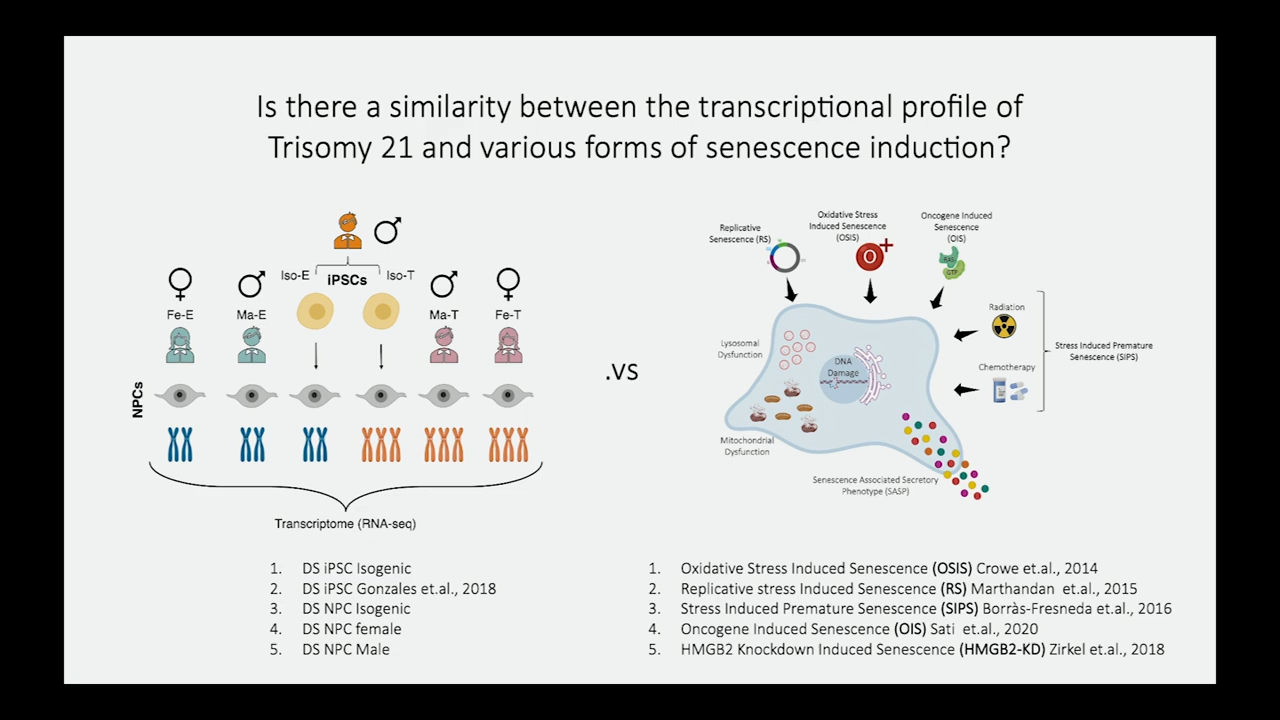 Is there a similarity between the transcriptional profile of
Trisomy 21 and various forms of senescence induction?
Iso-E
iPSCs
Iso-T
Fe-E
Ma-E
Ma-T
Fe-T
NPCs
Transcriptome (RNA-seq)
1. DS iPSC Isogenic
2. DS iPSC Gonzales et.al., 2018
3. DS NPC Isogenic
4. DS NPC female
5. DS NPC Male
.vs
Replicative
Senescence (RS)
Oxidative Stress
Induced Senescence
(OSIS)
O
+
Oncogene Induced
Senescence
(OIS)
RAS
GTP
Radiation
Chemotherapy
Stress Induced Premature
Senescence (SIPS)
Lysosomal
Dysfunction
DNA
Damage
Mitochondrial
Dysfunction
Senescence Associated Secretory
Phenotype (SASP)
1. Oxidative Stress Induced Senescence (OSIS) Crowe et.al., 2014
2. Replicative stress Induced Senescence (RS) Marthandan et.al., 2015
3. Stress Induced Premature Senescence (SIPS) Borràs-Fresneda et.al., 2016
4. Oncogene Induced Senescence (OIS) Sati et.al., 2020
5. HMGB2 Knockdown Induced Senescence (HMGB2-KD) Zirkel et.al., 2018